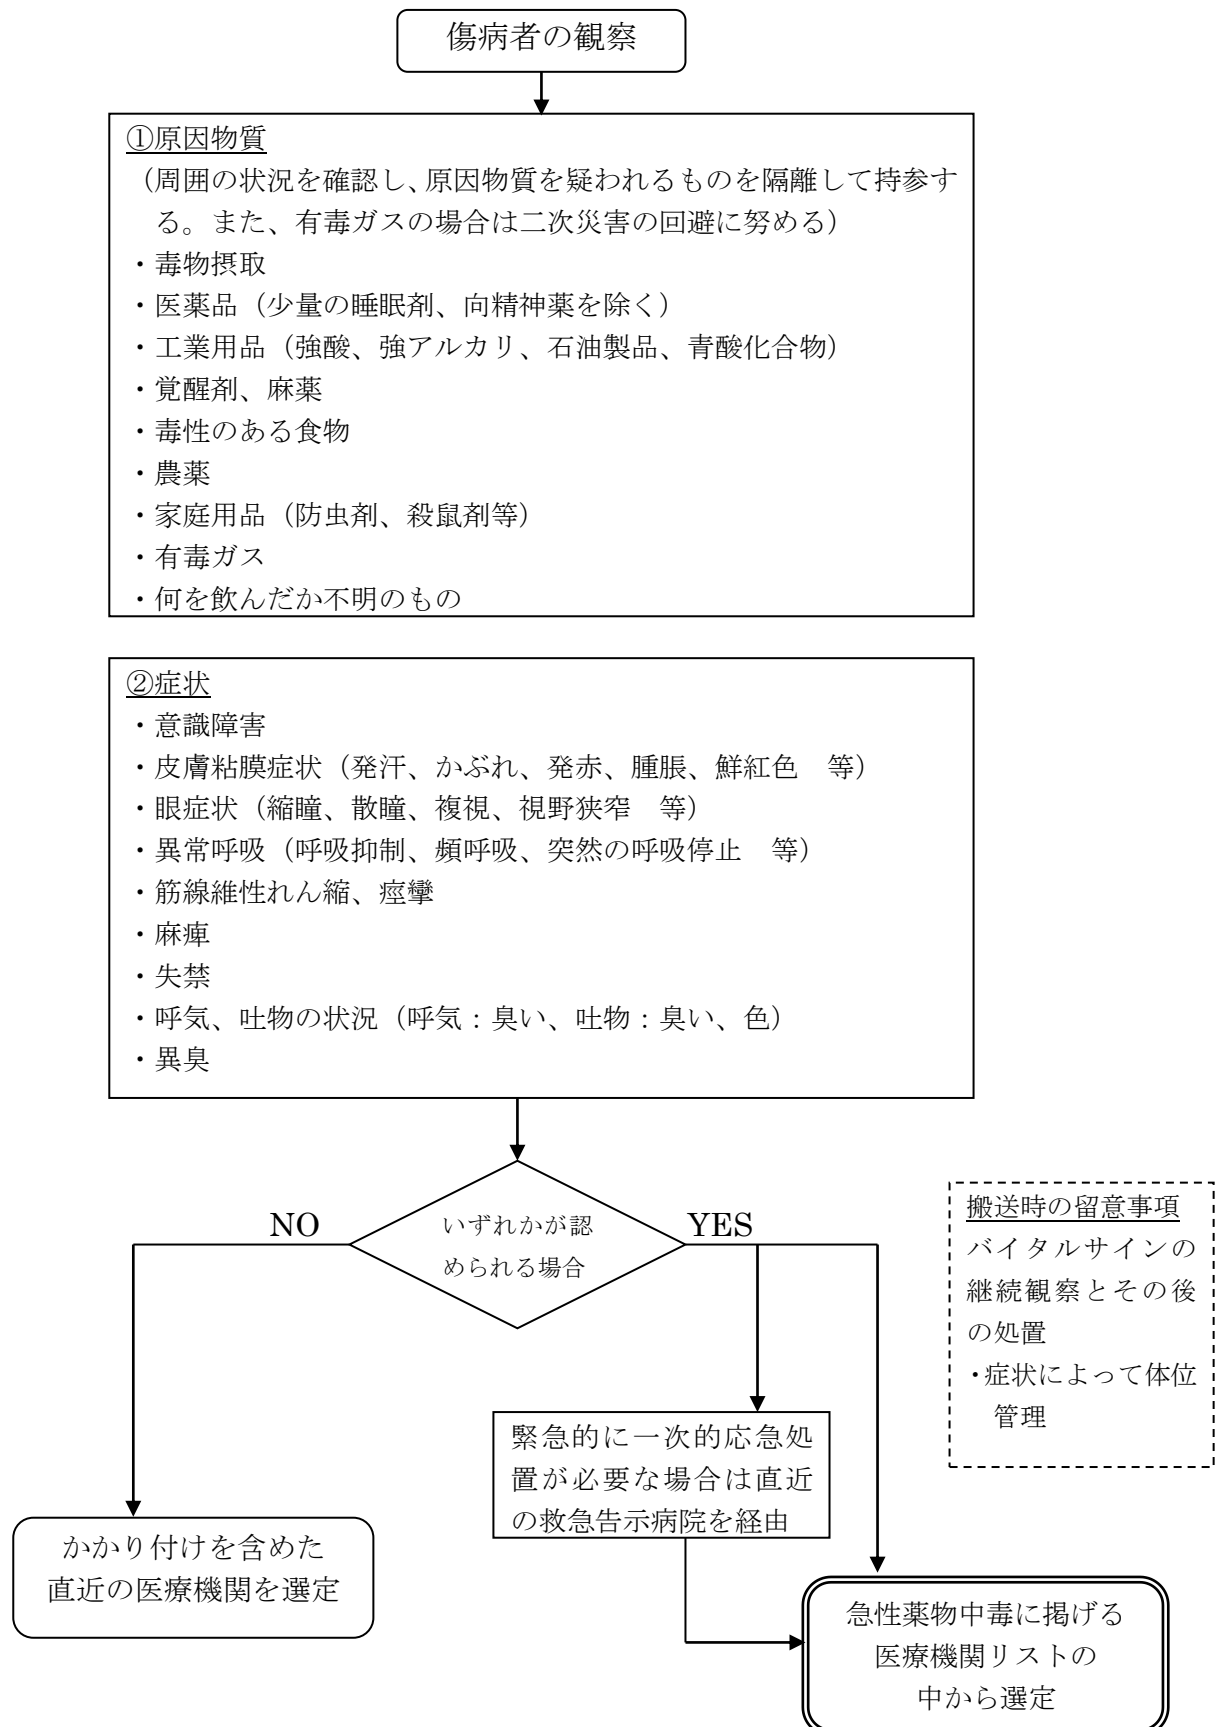 傷病者の観察
①原因物質
（周囲の状況を確認し、原因物質を疑われるものを隔離して持参す
る。また、有毒ガスの場合は二次災害の回避に努める）
・毒物摂取
・医薬品（少量の睡眠剤、向精神薬を除く）
・工業用品（強酸、強アルカリ、石油製品、青酸化合物）
・覚醒剤、麻薬
・毒性のある食物
・農薬
・家庭用品（防虫剤、殺鼠剤等）
・有毒ガス
・何を飲んだか不明のもの
②症状
・意識障害
・皮膚粘膜症状（発汗、かぶれ、発赤、腫脹、鮮紅色　等）
・眼症状（縮瞳、散瞳、複視、視野狭窄　等）
・異常呼吸（呼吸抑制、頻呼吸、突然の呼吸停止　等）
・筋線維性れん縮、痙攣
・麻痺
・失禁
・呼気、吐物の状況（呼気：臭い、吐物：臭い、色）
・異臭
NO
いずれかが認
められる場合
YES
搬送時の留意事項
バイタルサインの
継続観察とその後
の処置
・症状によって体位
管理
緊急的に一次的応急処
置が必要な場合は直近
の救急告示病院を経由
かかり付けを含めた
直近の医療機関を選定
急性薬物中毒に掲げる
医療機関リストの
中から選定